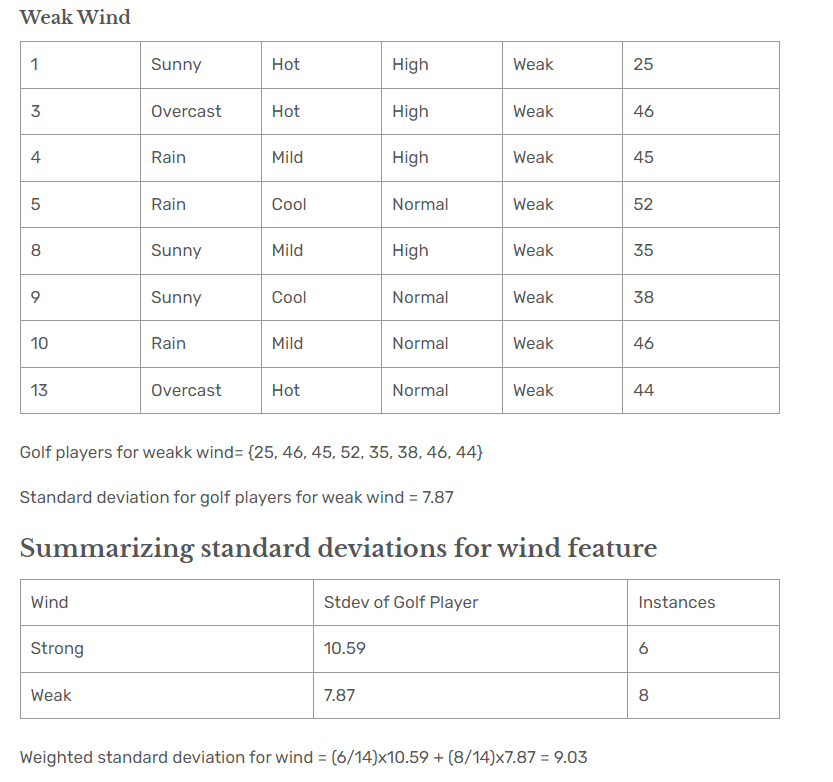 Weak Wind
1 Sunny Hot High Weak 25
3 Overcast Hot High Weak 46
4 Rain Mild High Weak 45
5 Rain Cool Normal Weak 52
8 Sunny Mild High Weak 35
9 Sunny Cool Normal Weak 38
10 Rain Mild Normal Weak 46
13 Overcast Hot Normal Weak 44
Golf players for weakk wind= {25, 46, 45, 52, 35, 38, 46, 44}
Standard deviation for golf players for weak wind = 7.87
Summarizing standard deviations for wind feature
Wind Stdev of Golf Player Instances
Strong 10.59 6
Weak 7.87 8
Weighted standard deviation for wind = (6/14)x10.59 + (8/14)x7.87 = 9.03